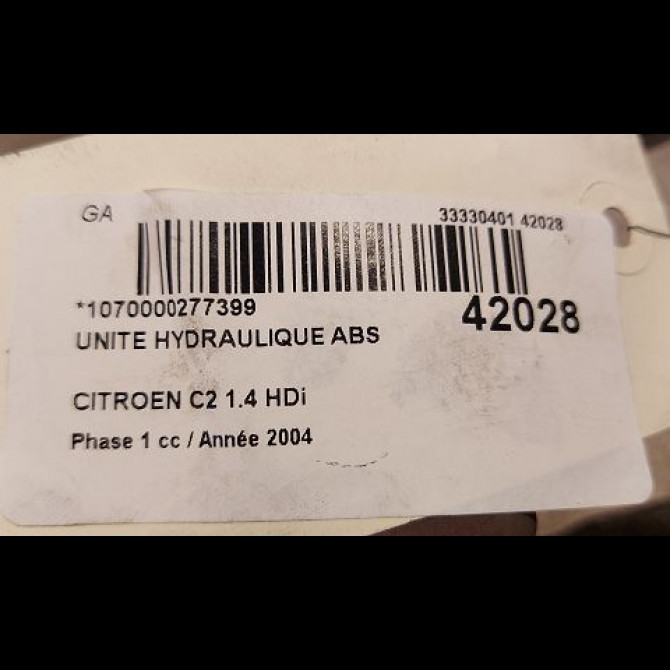 GA 33330401 42028
*1070000277399 42028
UNITE HYDRAULIQUE ABS
CITROEN C2 1.4 HDi
Phase 1 cc / Année 2004